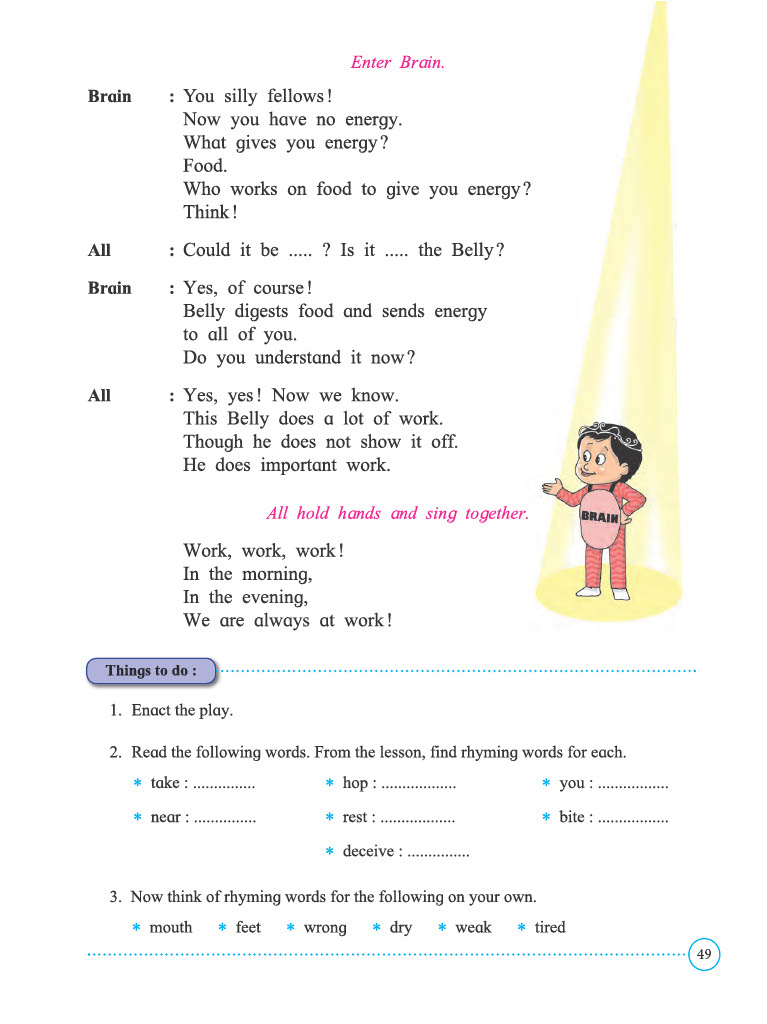 Enter Brain.
Brain : You silly fellows!
Now you have no energy.
What gives you energy?
Food.
Who works on food to give you energy?
Think!
All : Could it be ..... ? Is it ..... the Belly?
Brain : Yes, of course!
Belly digests food and sends energy
to all of you.
Do you understand it now?
All : Yes, yes! Now we know.
This Belly does a lot of work.
Though he does not show it off.
He does important work.
BRAIN
All hold hands and sing together.
Work, work, work!
In the morning,
In the evening,
We are always at work!
Things to do :
1. Enact the play.
2. Read the following words. From the lesson, find rhyming words for each.
* take : ............... * hop : .................. * you : .................
* near : ............... * rest : .................. * bite : .................
* deceive : ...............
3. Now think of rhyming words for the following on your own.
* mouth * feet * wrong * dry * weak * tired
49